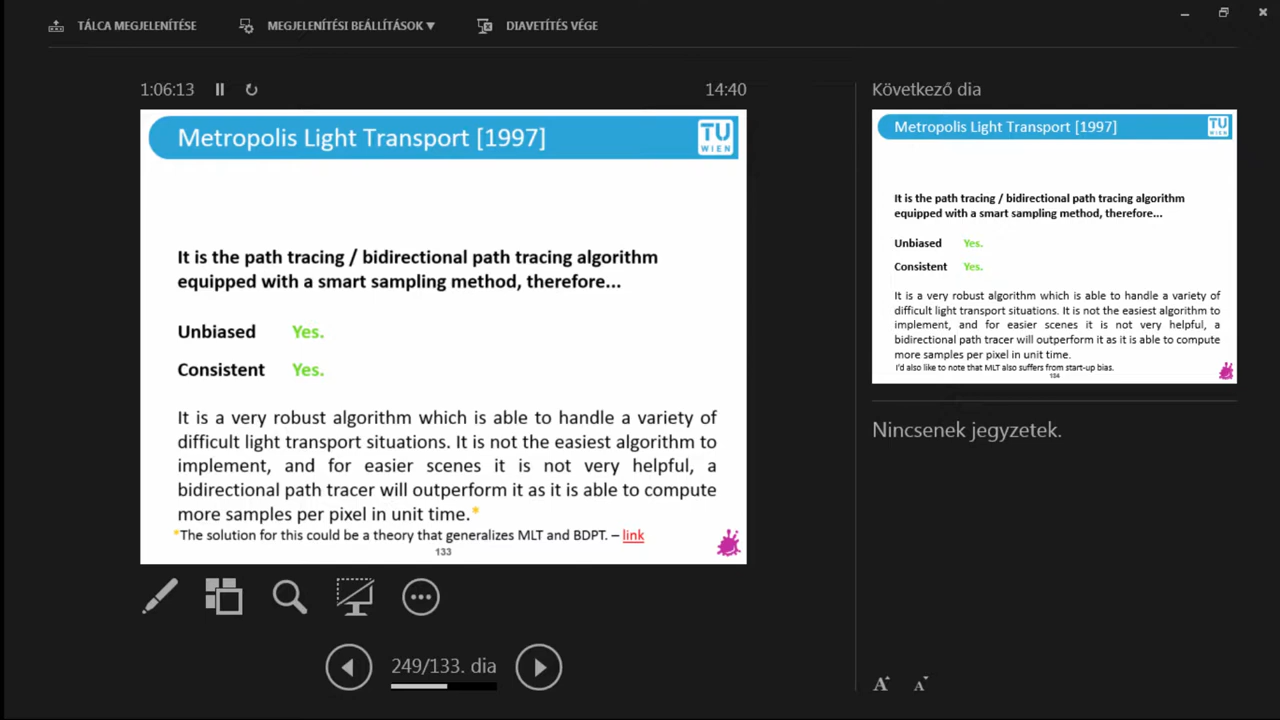 TÁLCA MEGJELENÍTÉSE
MEGJELENÍTÉSI BEÁLLÍTÁSOK ▼
DIAVETÍTÉS VÉGE
1:06:13
14:40
Metropolis Light Transport [1997]
TU
WIEN
It is the path tracing / bidirectional path tracing algorithm
equipped with a smart sampling method, therefore...
Unbiased Yes.
Consistent Yes.
It is a very robust algorithm which is able to handle a variety of
difficult light transport situations. It is not the easiest algorithm to
implement, and for easier scenes it is not very helpful, a
bidirectional path tracer will outperform it as it is able to compute
more samples per pixel in unit time.*
*The solution for this could be a theory that generalizes MLT and BDPT. – link
133
249/133. dia
Következő dia
Metropolis Light Transport [1997]
TU
WIEN
It is the path tracing / bidirectional path tracing algorithm
equipped with a smart sampling method, therefore...
Unbiased Yes.
Consistent Yes.
It is a very robust algorithm which is able to handle a variety of
difficult light transport situations. It is not the easiest algorithm to
implement, and for easier scenes it is not very helpful, a
bidirectional path tracer will outperform it as it is able to compute
more samples per pixel in unit time.
I'd also like to note that MLT also suffers from start-up bias.
134
Nincsenek jegyzetek.
A A